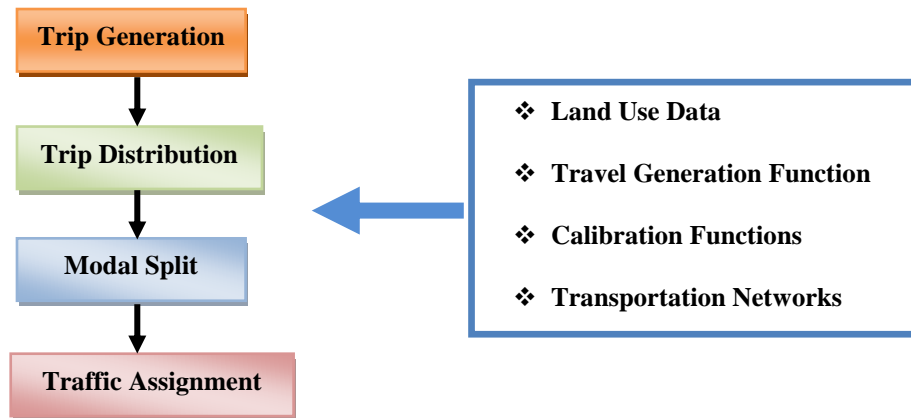 Trip Generation
Trip Distribution
Modal Split
Traffic Assignment
❖ Land Use Data
❖ Travel Generation Function
❖ Calibration Functions
❖ Transportation Networks